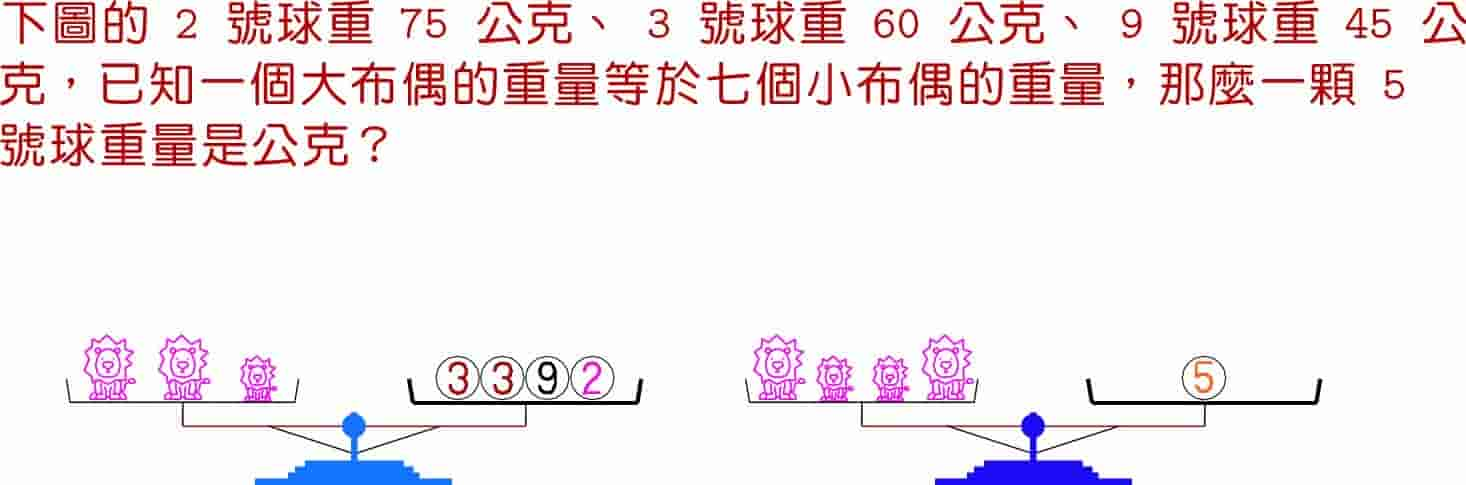 下圖的 2 號球重 75 公克、 3 號球重 60 公克、 9 號球重 45 公
克，已知一個大布偶的重量等於七個小布偶的重量，那麼一顆 5
號球重量是公克？
3 3 9 2
5